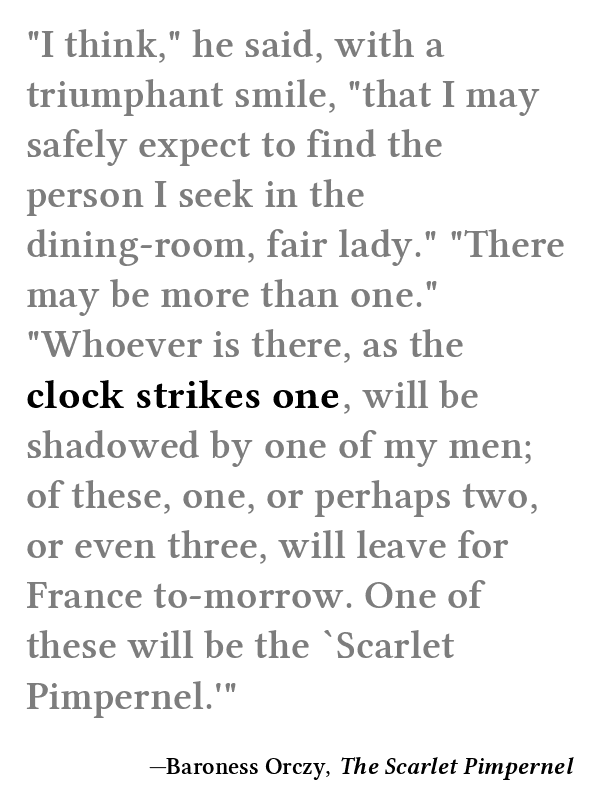 "I think," he said, with a
triumphant smile, "that I may
safely expect to find the
person I seek in the
dining-room, fair lady." "There
may be more than one."
"Whoever is there, as the
clock strikes one, will be
shadowed by one of my men;
of these, one, or perhaps two,
or even three, will leave for
France to-morrow. One of
these will be the `Scarlet
Pimpernel.'"
—Baroness Orczy, The Scarlet Pimpernel